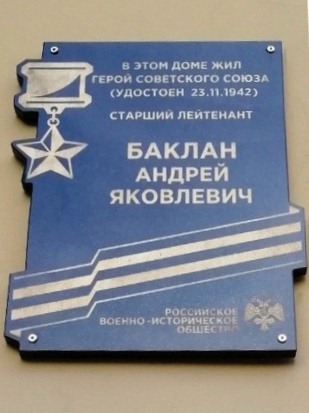 В ЭТОМ ДОМЕ ЖИЛ
ГЕРОЙ СОВЕТСКОГО СОЮЗА
(УДОСТОЕН 23.11.1942)
СТАРШИЙ ЛЕЙТЕНАНТ
БАКЛАН
АНДРЕЙ
ЯКОВЛЕВИЧ
РОССИЙСКОЕ
ВОЕННО-ИСТОРИЧЕСКОЕ
ОБЩЕСТВО